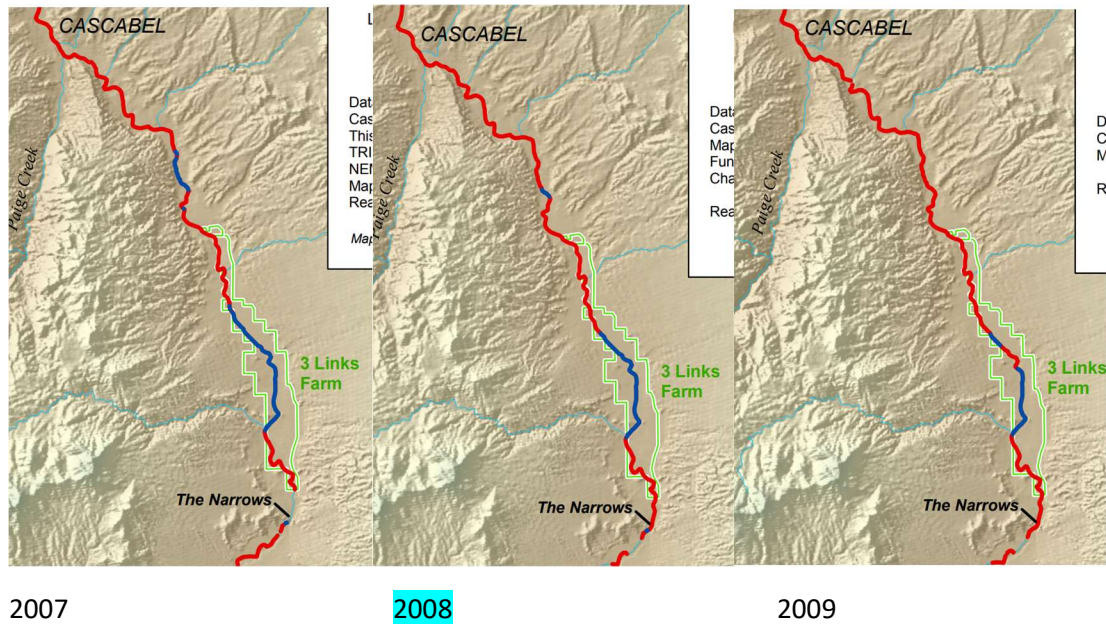 CASCABEL
Paige Creek
3 Links
Farm
The Narrows
L
Data
Cas
This
TRI
NEM
Map
Rea
Map
CASCABEL
Paige Creek
3 Links
Farm
The Narrows
Data
Cas
Map
Fun
Cha
Rea
CASCABEL
Paige Creek
3 Links
Farm
The Narrows
D
C
M
R
2007
2008
2009